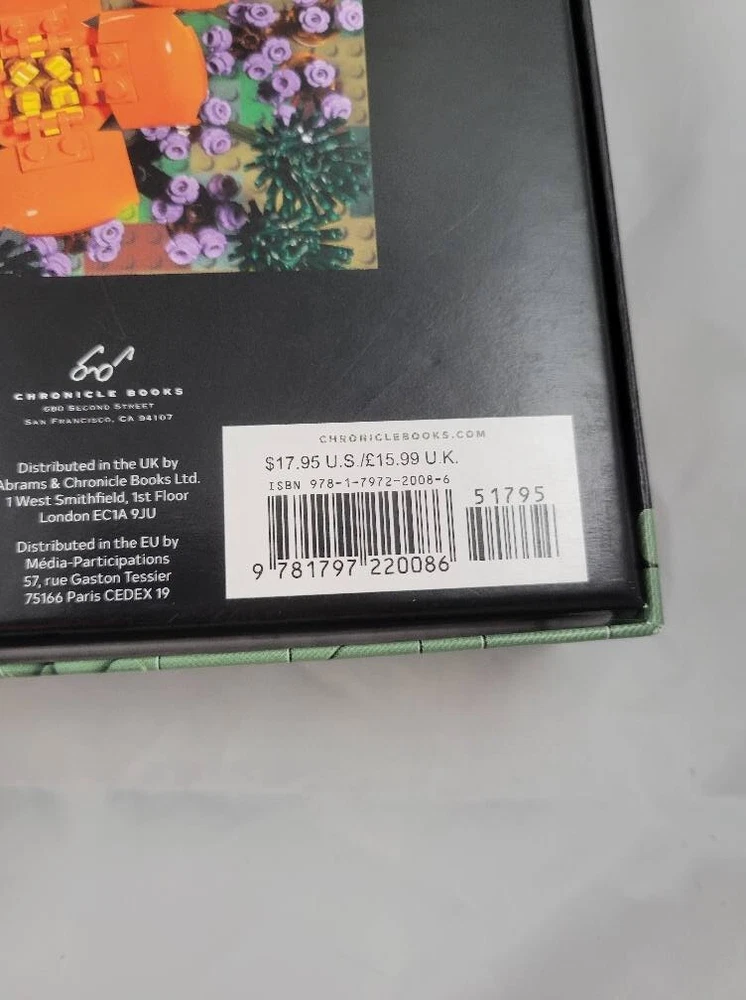 CHRONICLE BOOKS
680 SECOND STREET
SAN FRANCISCO, CA 94107
Distributed in the UK by
Abrams & Chronicle Books Ltd.
1 West Smithfield, 1st Floor
London EC1A 9JU
Distributed in the EU by
Média-Participations
57, rue Gaston Tessier
75166 Paris CEDEX 19
CHRONICLEBOOKS.COM
$17.95 U.S./£15.99 U.K.
ISBN 978-1-7972-2008-6
51795
9 781797 220086